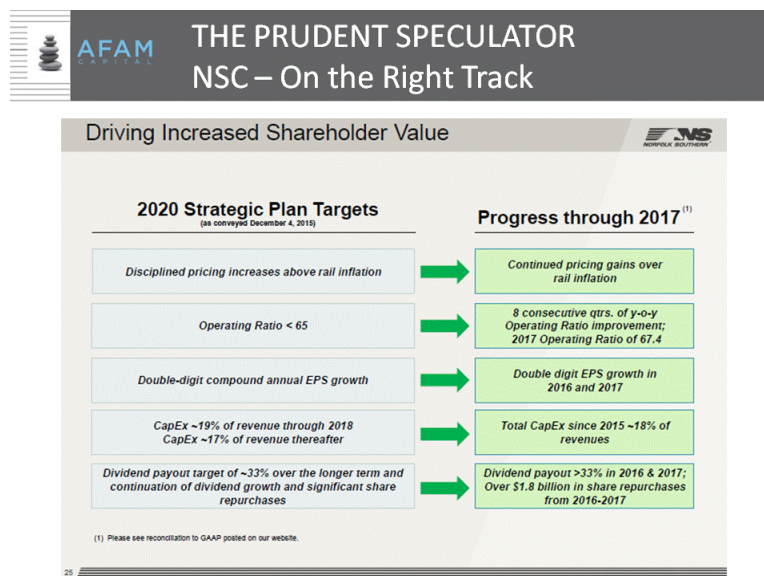 AFAM
CAPITAL
THE PRUDENT SPECULATOR
NSC – On the Right Track
Driving Increased Shareholder Value
NS
NORFOLK SOUTHERN
2020 Strategic Plan Targets
(as conveyed December 4, 2015)
Progress through 2017 (1)
Disciplined pricing increases above rail inflation
Continued pricing gains over
rail inflation
Operating Ratio < 65
8 consecutive qtrs. of y-o-y
Operating Ratio improvement;
2017 Operating Ratio of 67.4
Double-digit compound annual EPS growth
Double digit EPS growth in
2016 and 2017
CapEx ~19% of revenue through 2018
CapEx ~17% of revenue thereafter
Total CapEx since 2015 ~18% of
revenues
Dividend payout target of ~33% over the longer term and
continuation of dividend growth and significant share
repurchases
Dividend payout >33% in 2016 & 2017;
Over $1.8 billion in share repurchases
from 2016-2017
(1) Please see reconciliation to GAAP posted on our website.
25